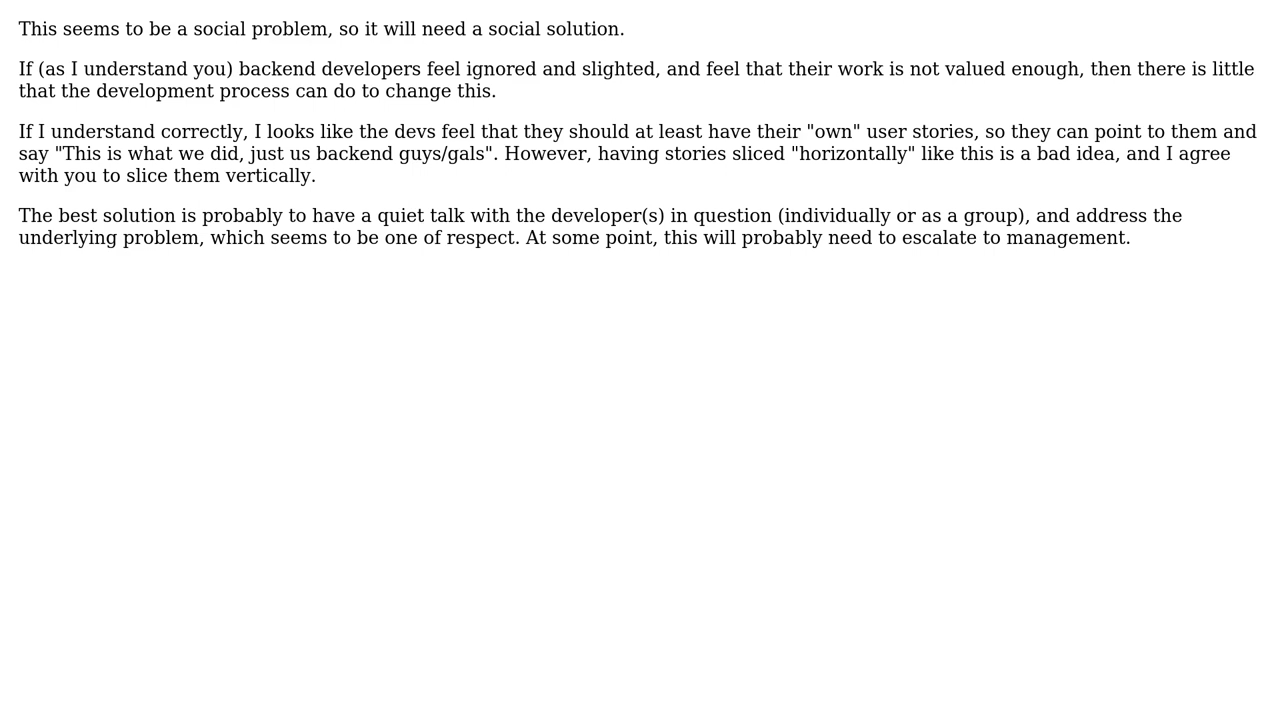 This seems to be a social problem, so it will need a social solution.
If (as I understand you) backend developers feel ignored and slighted, and feel that their work is not valued enough, then there is little
that the development process can do to change this.
If I understand correctly, I looks like the devs feel that they should at least have their "own" user stories, so they can point to them and
say "This is what we did, just us backend guys/gals". However, having stories sliced "horizontally" like this is a bad idea, and I agree
with you to slice them vertically.
The best solution is probably to have a quiet talk with the developer(s) in question (individually or as a group), and address the
underlying problem, which seems to be one of respect. At some point, this will probably need to escalate to management.